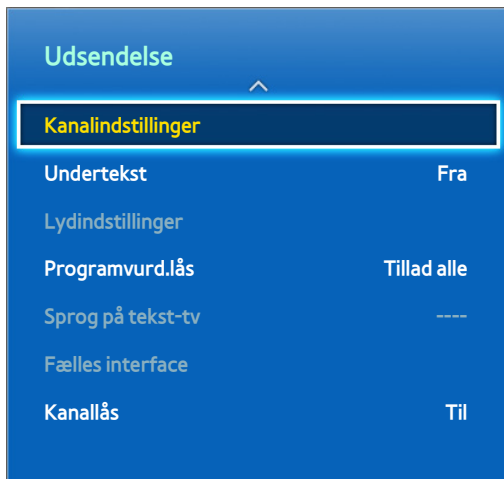 Udsendelse
Kanalindstillinger
Undertekst Fra
Lydindstillinger
Programvurd.lås Tillad alle
Sprog på tekst-tv ----
Fælles interface
Kanallås Til